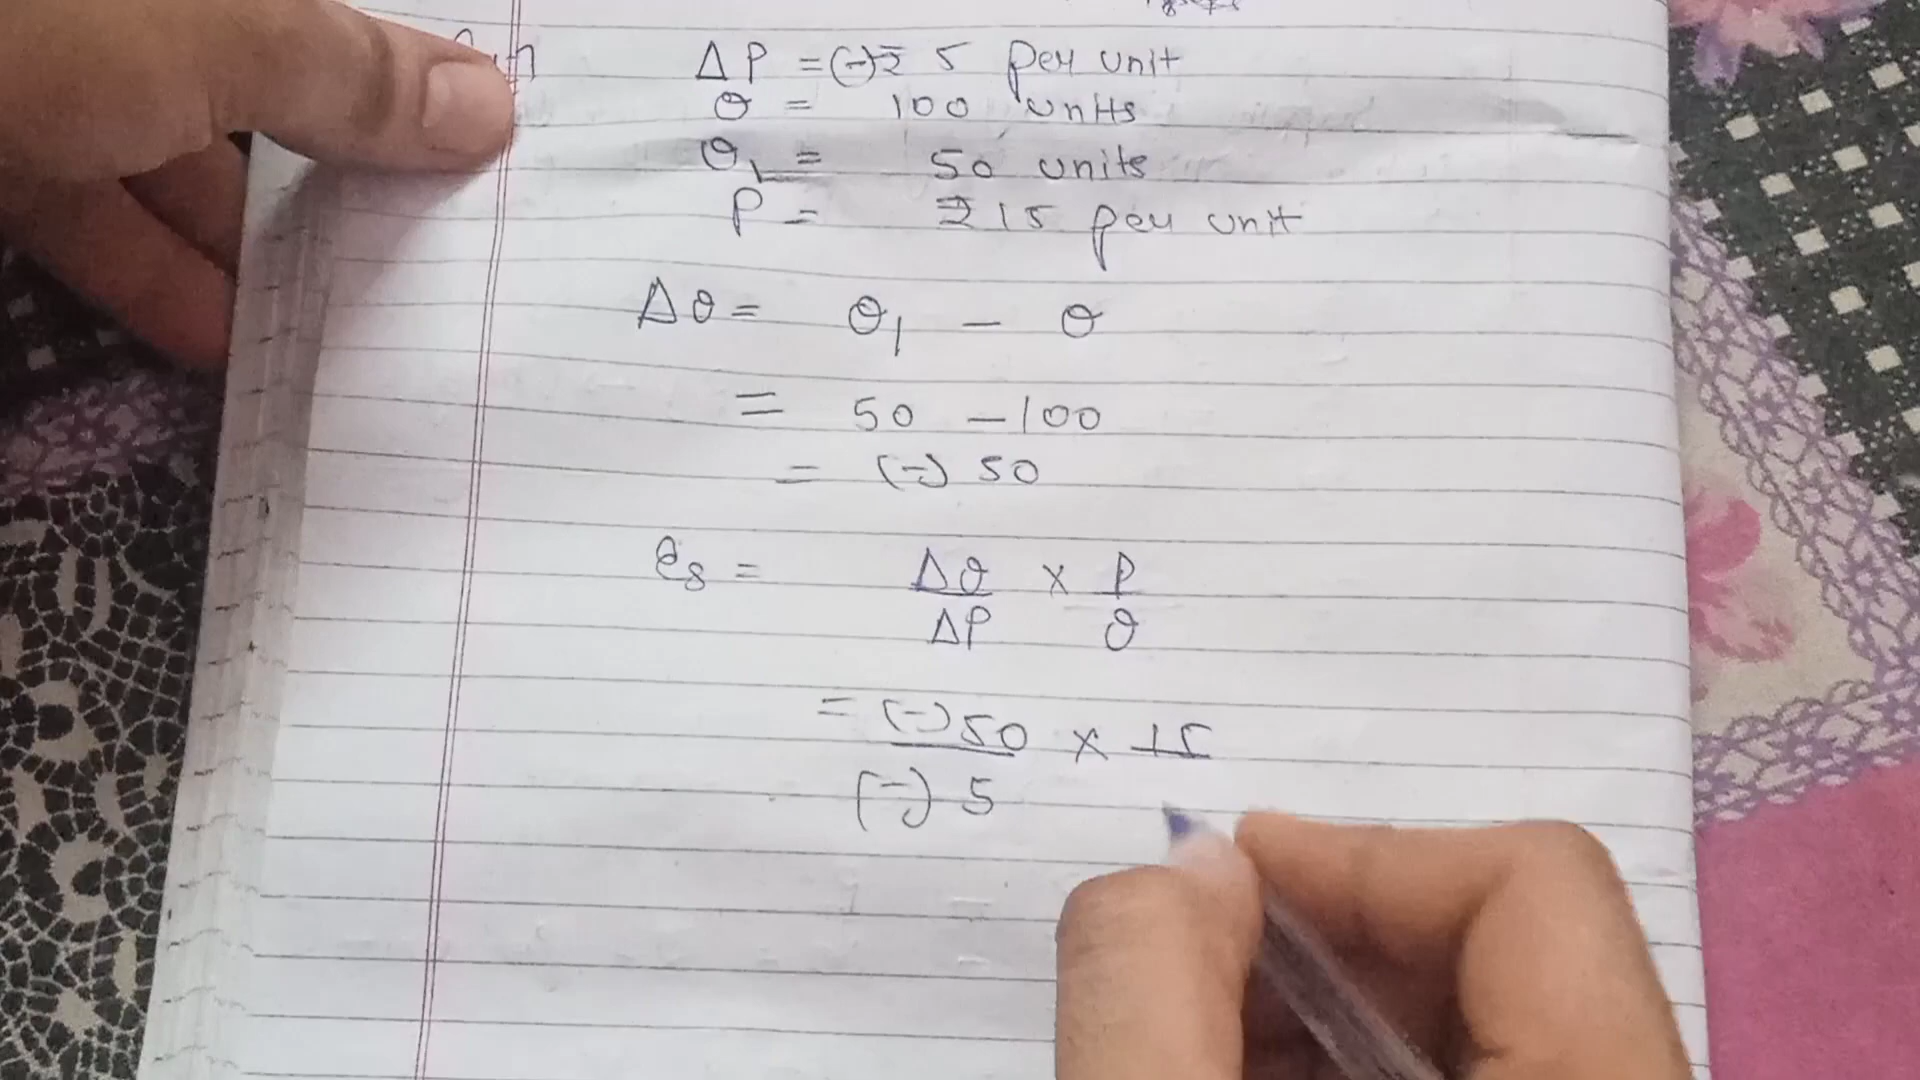 ΔP = (-)₹ 5 per unit
Q = 100 units
Q₁ = 50 units
P = ₹15 per unit
ΔQ = Q₁ - Q
= 50 - 100
= (-) 50
es = ΔQ/ΔP × P/Q
= (-)50/(-)5 × 15